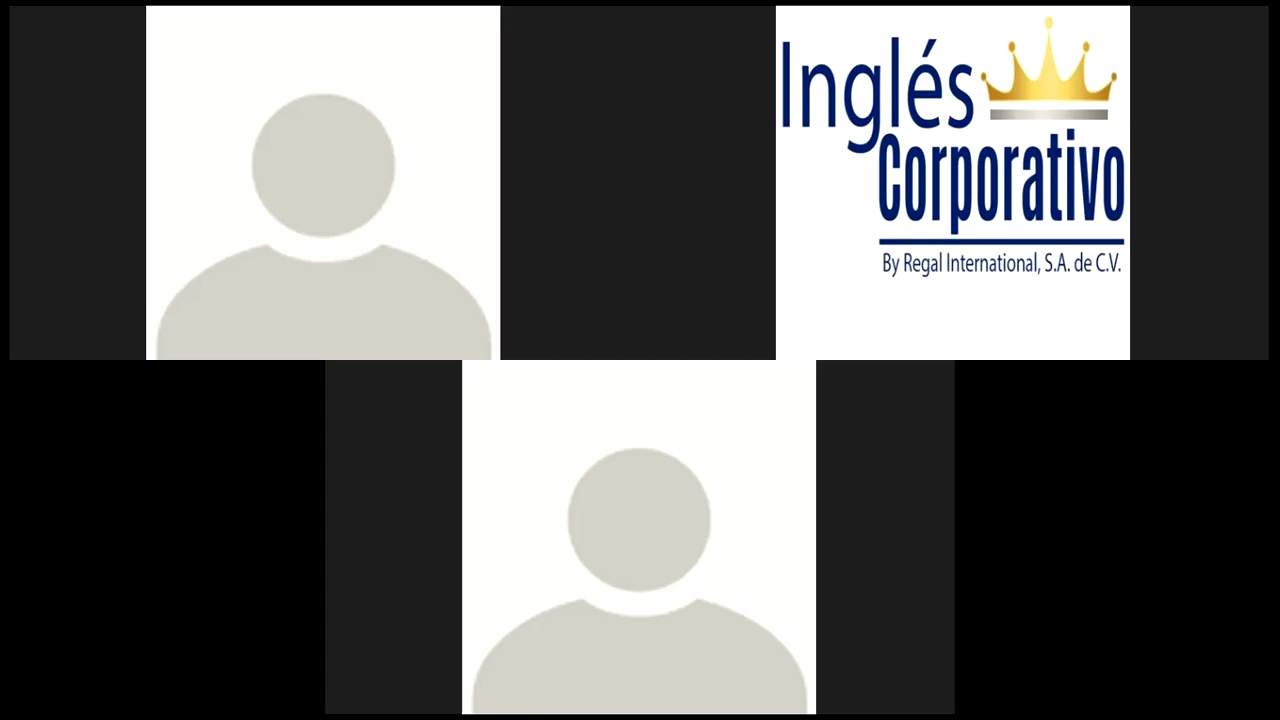 Inglés
Corporativo
By Regal International, S.A. de C.V.